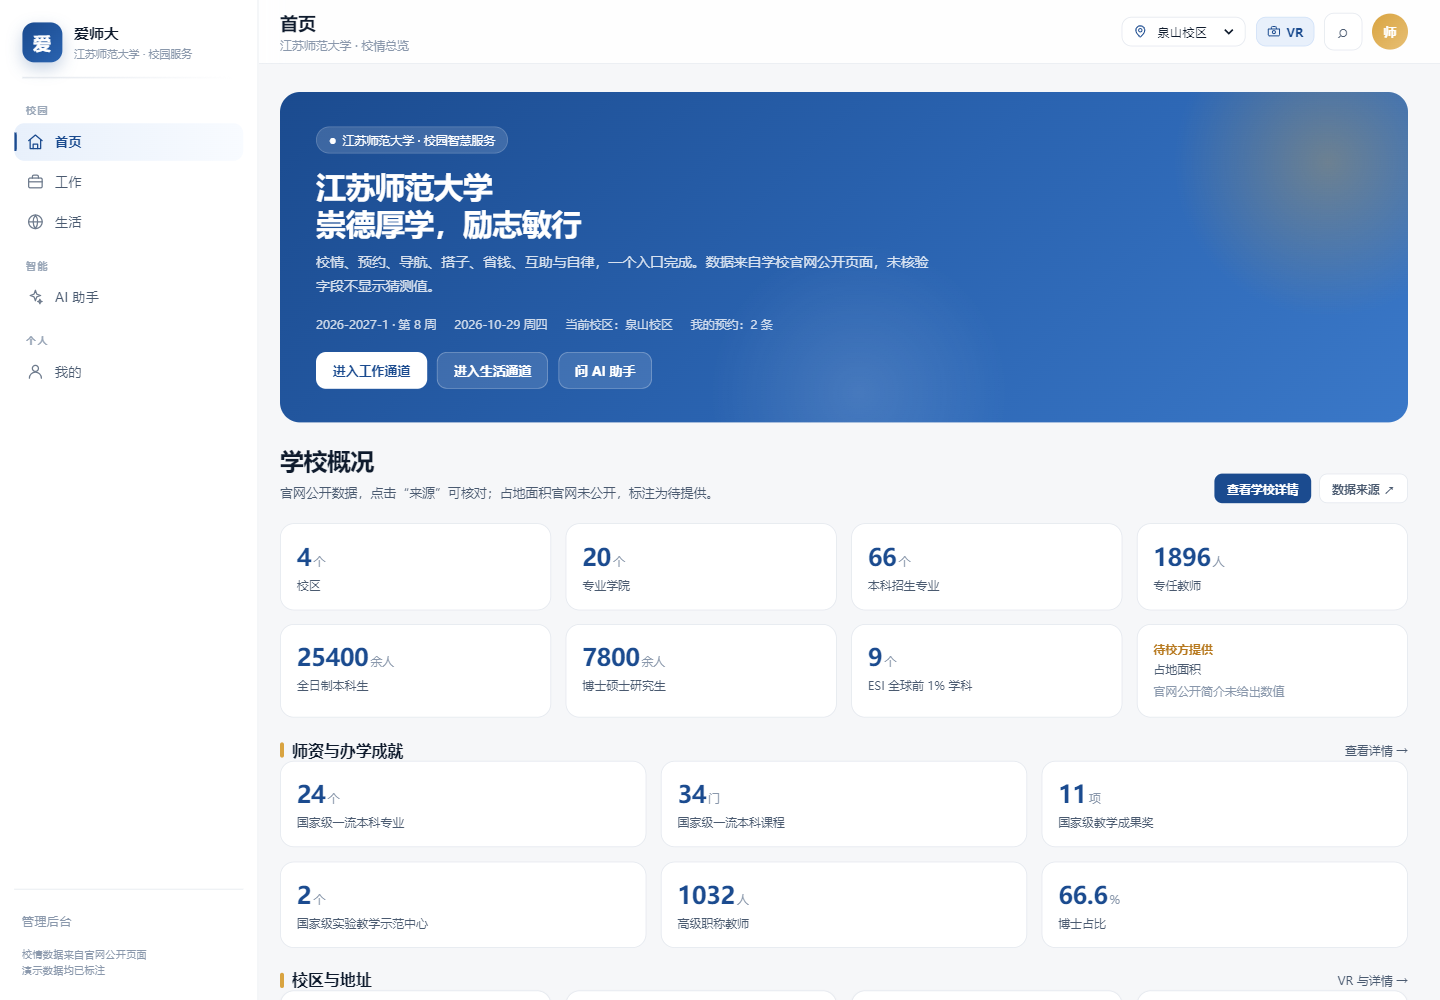 爱
爱师大
江苏师范大学 · 校园服务
校园
首页
工作
生活
智能
AI 助手
个人
我的
管理后台
校情数据来自官网公开页面
演示数据均已标注
首页
江苏师范大学 · 校情总览
泉山校区
VR
师
江苏师范大学 · 校园智慧服务
江苏师范大学
崇德厚学，励志敏行
校情、预约、导航、搭子、省钱、互助与自律，一个入口完成。数据来自学校官网公开页面，未核验
字段不显示猜测值。
2026-2027-1 · 第 8 周 2026-10-29 周四 当前校区：泉山校区 我的预约：2 条
进入工作通道 进入生活通道 问 AI 助手
学校概况
官网公开数据，点击“来源”可核对；占地面积官网未公开，标注为待提供。
查看学校详情 数据来源 ↗
4个
校区
20个
专业学院
66个
本科招生专业
1896人
专任教师
25400余人
全日制本科生
7800余人
博士硕士研究生
9个
ESI 全球前 1% 学科
待校方提供
占地面积
官网公开简介未给出数值
师资与办学成就
查看详情 →
24个
国家级一流本科专业
34门
国家级一流本科课程
11项
国家级教学成果奖
2个
国家级实验教学示范中心
1032人
高级职称教师
66.6%
博士占比
校区与地址
VR 与详情 →